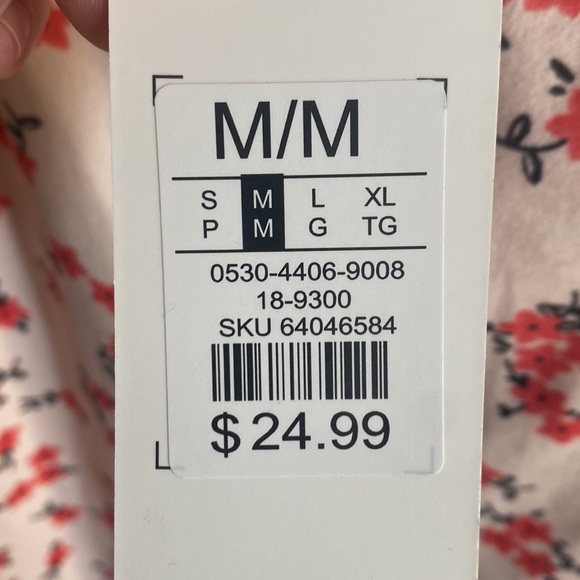 M/M
S M L XL
P M G TG
0530-4406-9008
18-9300
SKU 64046584
$24.99